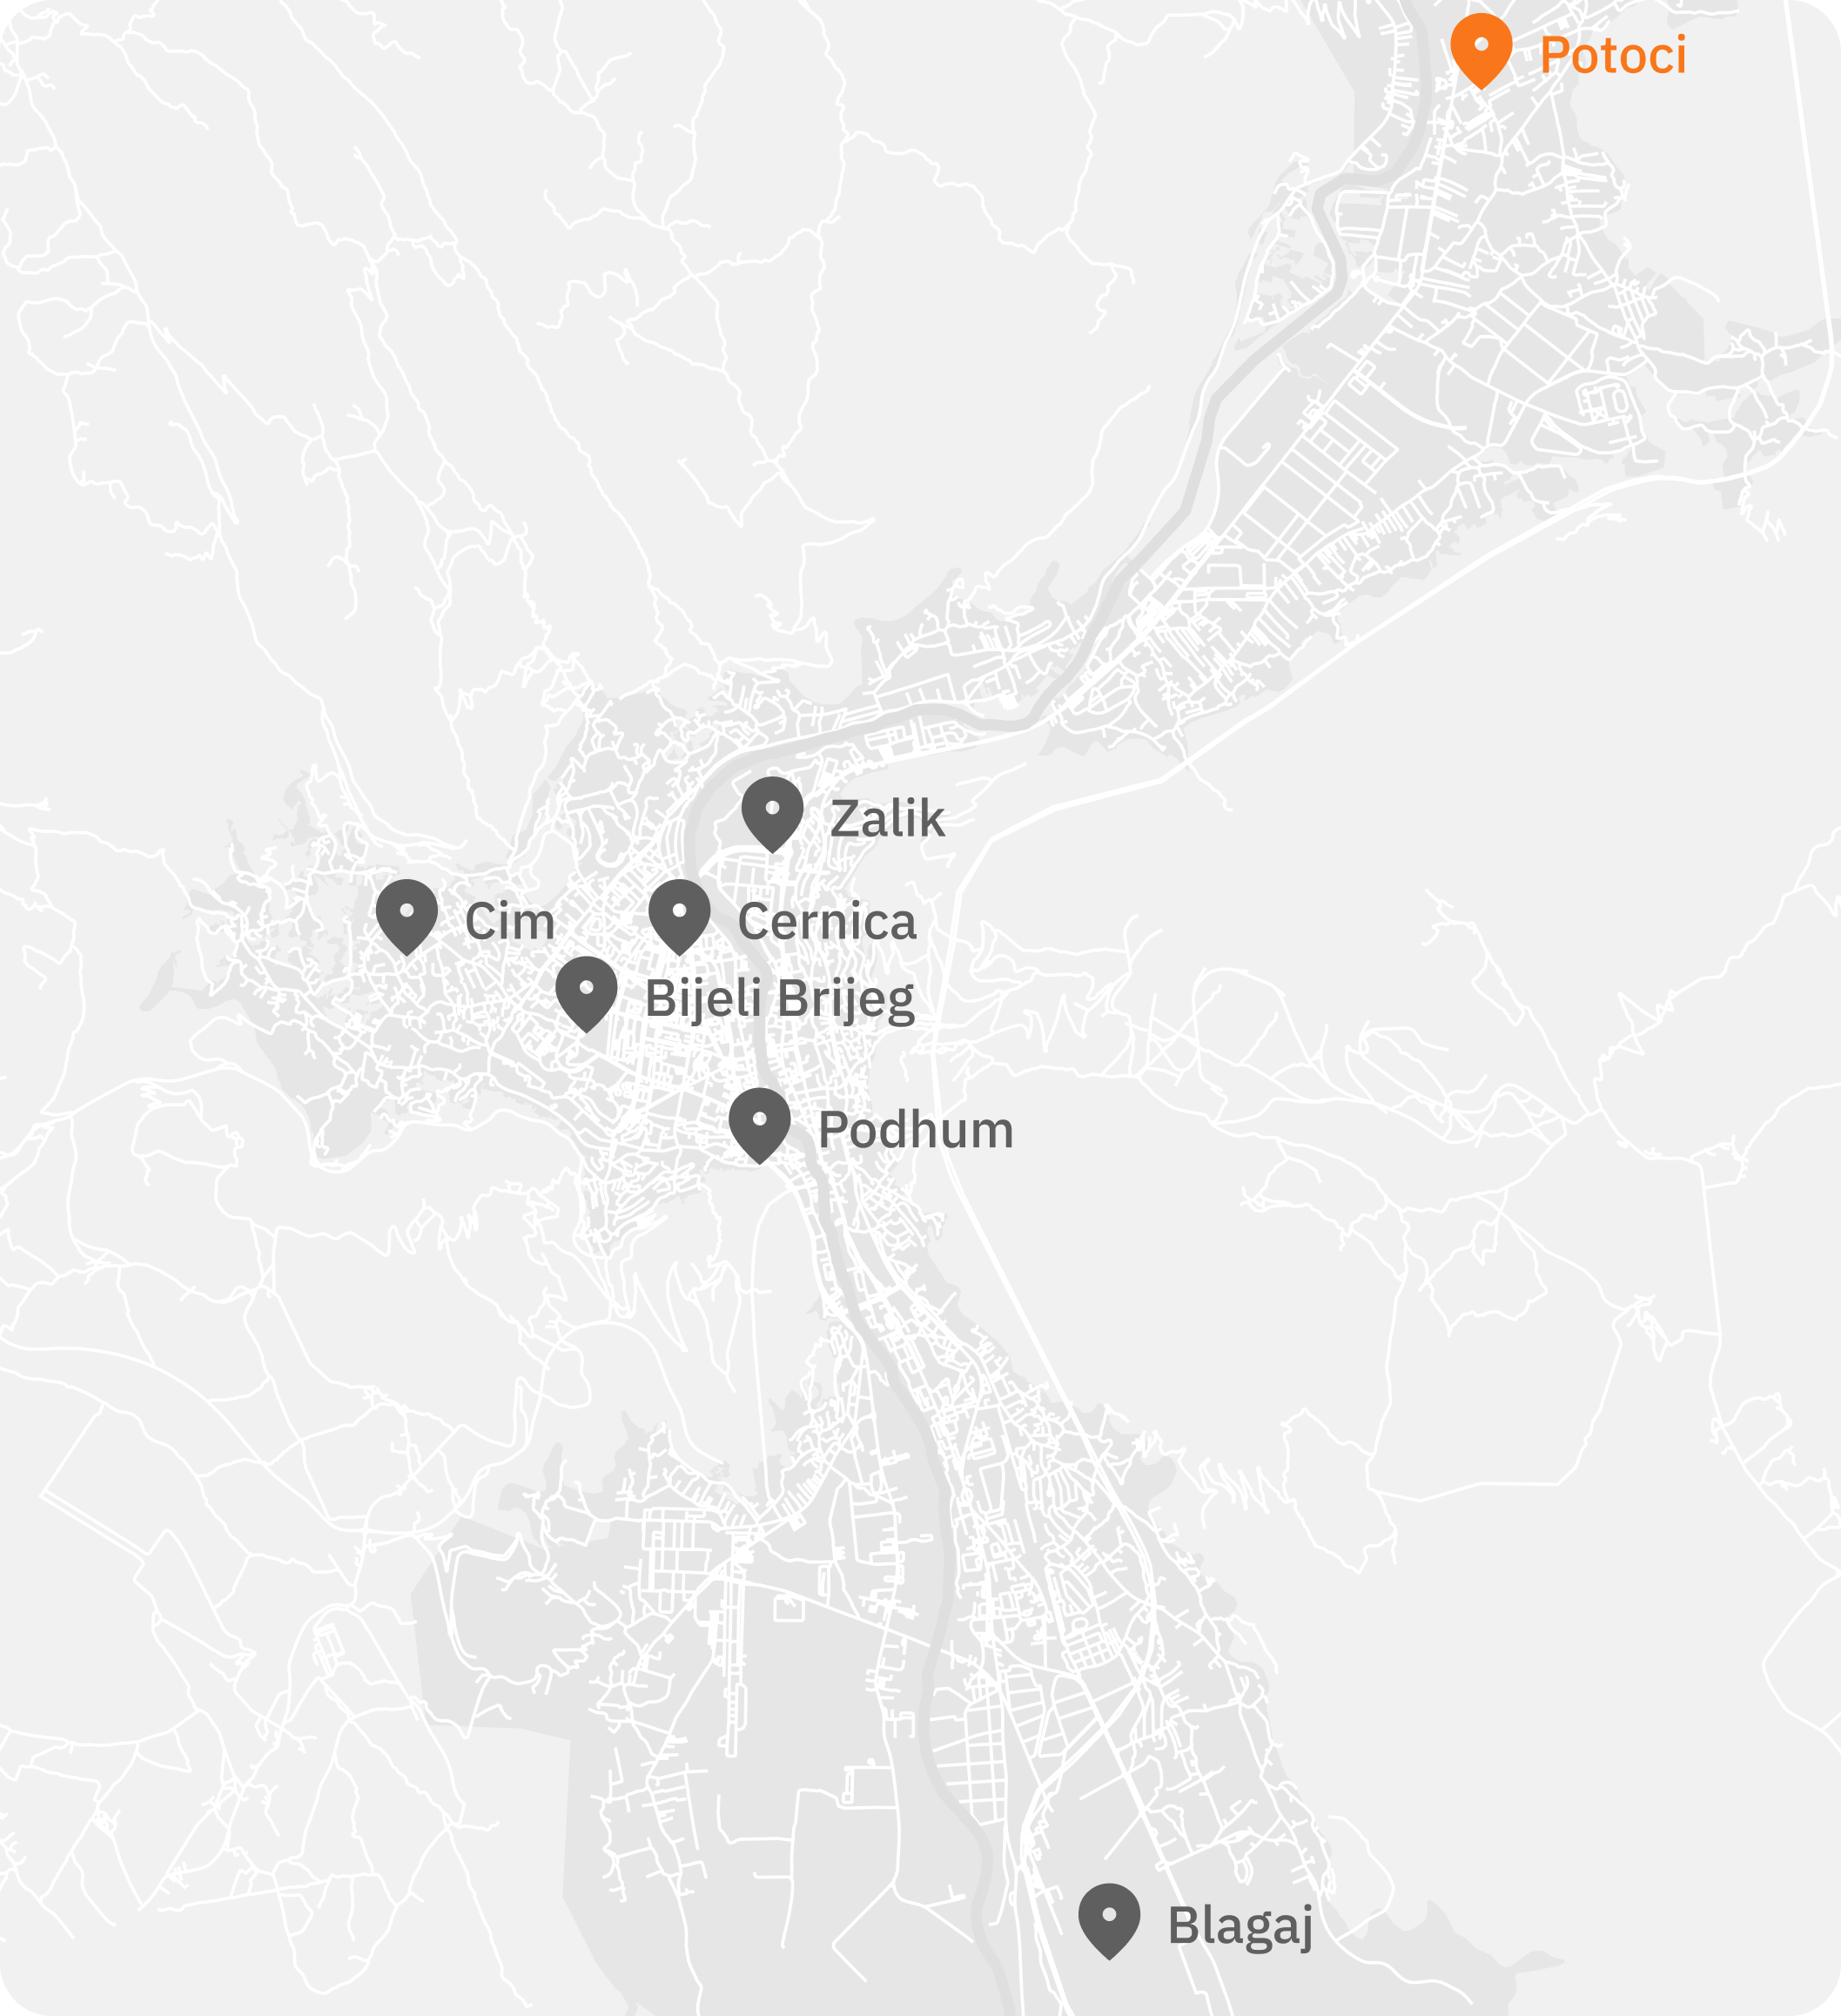 Potoci
Zalik
Cim
Cernica
Bijeli Brijeg
Podhum
Blagaj